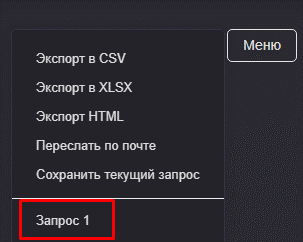 Меню
Экспорт в CSV
Экспорт в XLSX
Экспорт HTML
Переслать по почте
Сохранить текущий запрос
Запрос 1